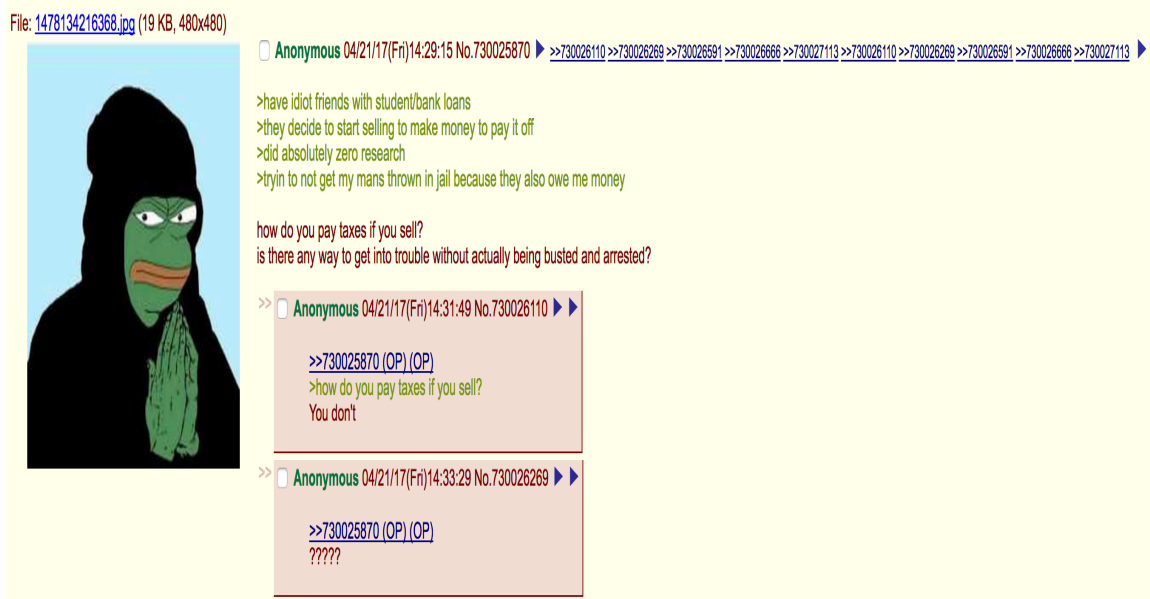 File: 1478134216368.jpg (19 KB, 480x480)
Anonymous 04/21/17(Fri)14:29:15 No.730025870 >>730026110 >>730026269 >>730026591 >>730026666 >>730027113 >>730026110 >>730026269 >>730026591 >>730026666 >>730027113
>have idiot friends with student/bank loans
>they decide to start selling to make money to pay it off
>did absolutely zero research
>tryin to not get my mans thrown in jail because they also owe me money
how do you pay taxes if you sell?
is there any way to get into trouble without actually being busted and arrested?
>> Anonymous 04/21/17(Fri)14:31:49 No.730026110
>>730025870 (OP) (OP)
>how do you pay taxes if you sell?
You don't
>> Anonymous 04/21/17(Fri)14:33:29 No.730026269
>>730025870 (OP) (OP)
?????